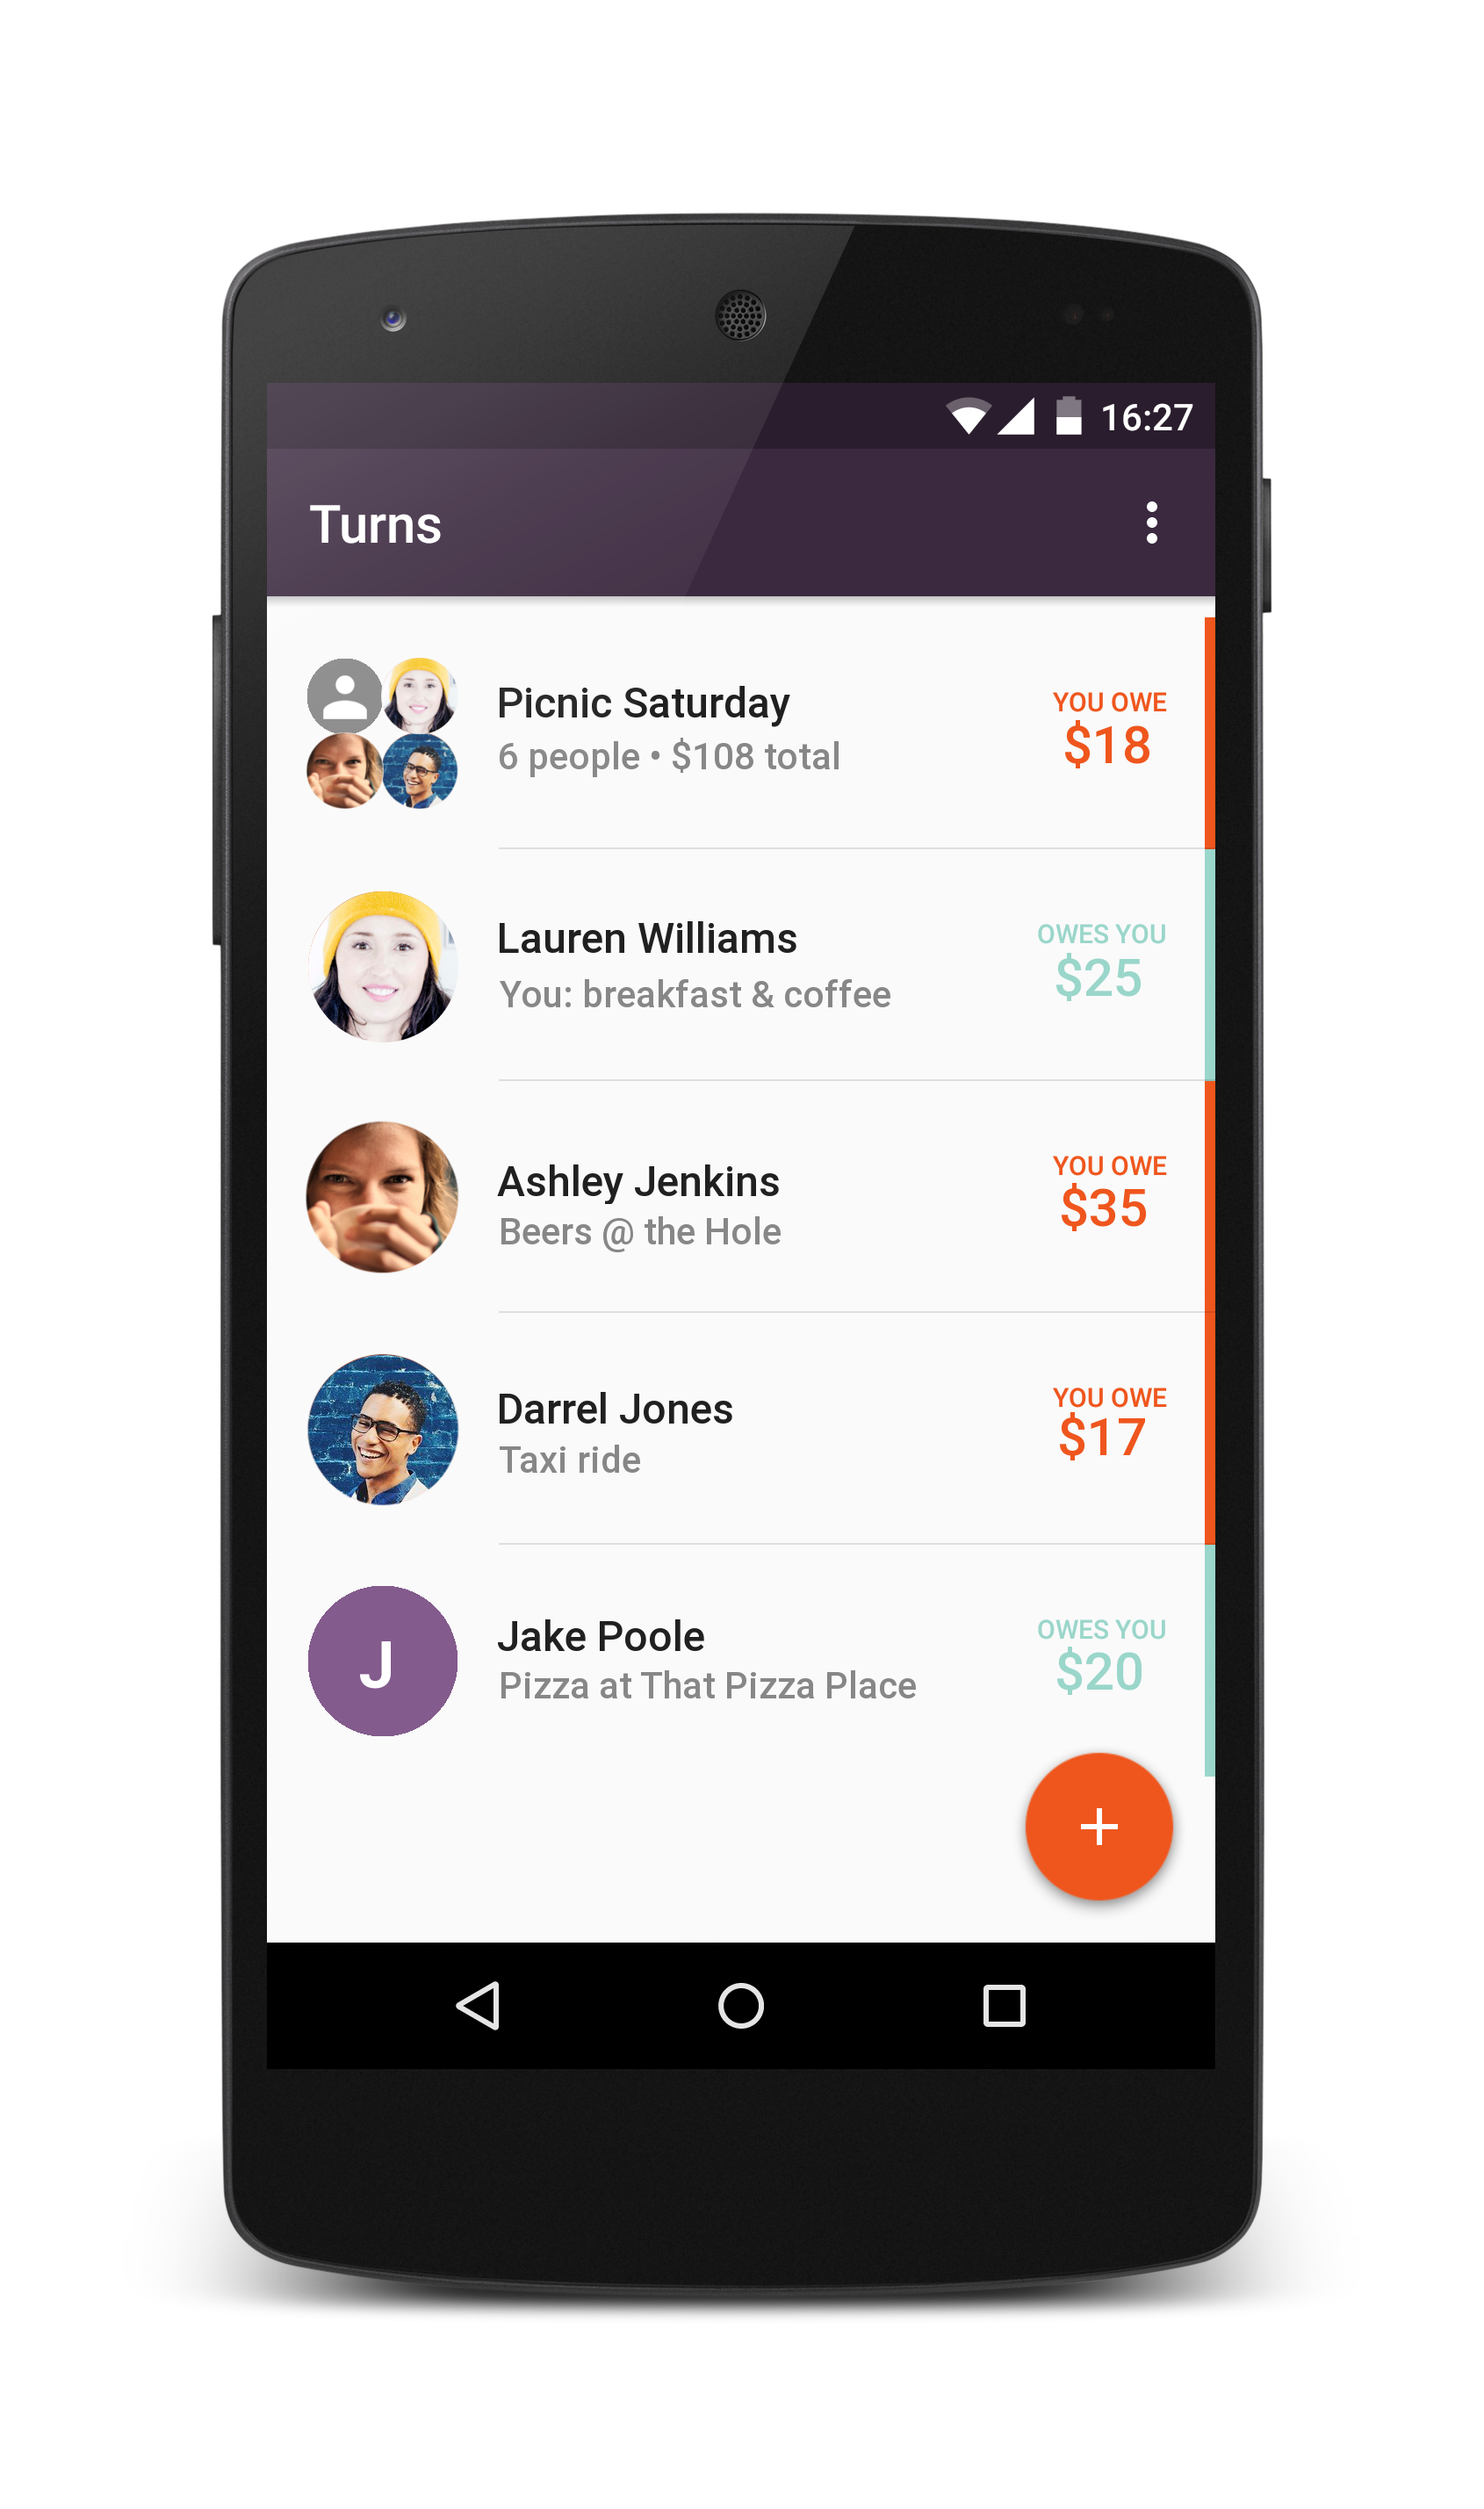 16:27
Turns
Picnic Saturday
6 people • $108 total
YOU OWE
$18
Lauren Williams
You: breakfast & coffee
OWES YOU
$25
Ashley Jenkins
Beers @ the Hole
YOU OWE
$35
Darrel Jones
Taxi ride
YOU OWE
$17
J
Jake Poole
Pizza at That Pizza Place
OWES YOU
$20
+